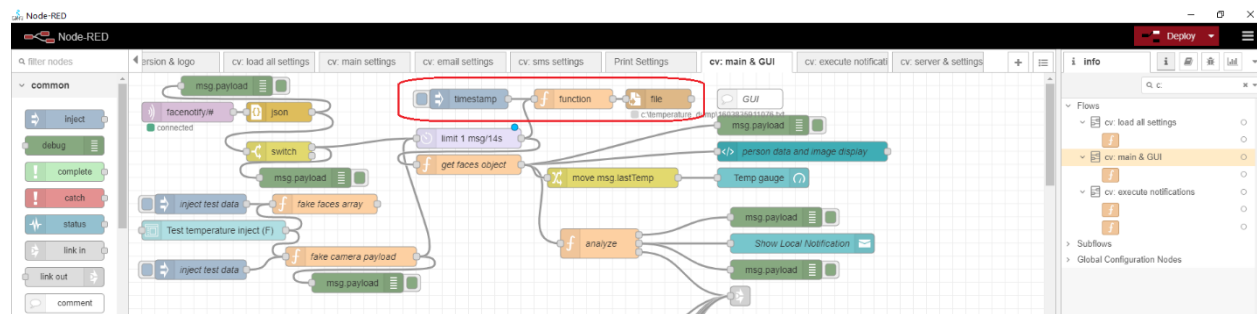 Node-RED
Node-RED
Deploy
filter nodes
ersion & logo
cv: load all settings
cv: main settings
cv: email settings
cv: sms settings
Print Settings
cv: main & GUI
cv: execute notificati
cv: server & settings
info
common
inject
debug
complete
catch
status
link in
link out
comment
msg.payload
facenotify/#
connected
json
switch
msg.payload
inject test data
fake faces array
Test temperature inject (F)
inject test data
fake camera payload
msg.payload
timestamp
function
file
limit 1 msg/14s
get faces object
GUI
msg.payload
person data and image display
move msg.lastTemp
Temp gauge
analyze
msg.payload
Show Local Notification
msg.payload
Flows
cv: load all settings
cv: main & GUI
cv: execute notifications
Subflows
Global Configuration Nodes